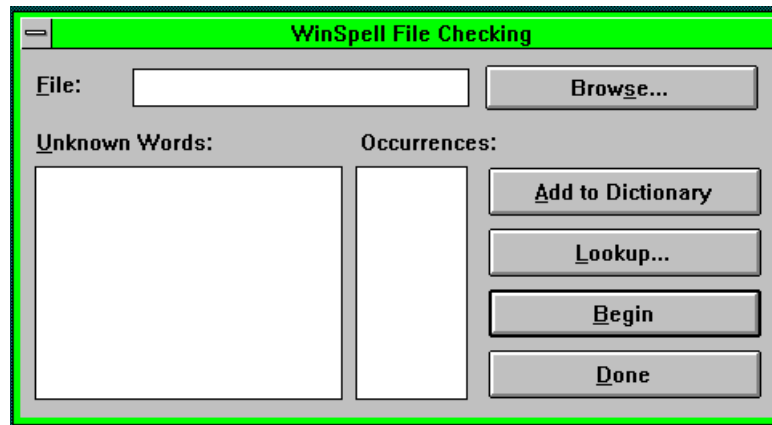 WinSpell File Checking
File: Browse...
Unknown Words: Occurrences:
Add to Dictionary
Lookup...
Begin
Done